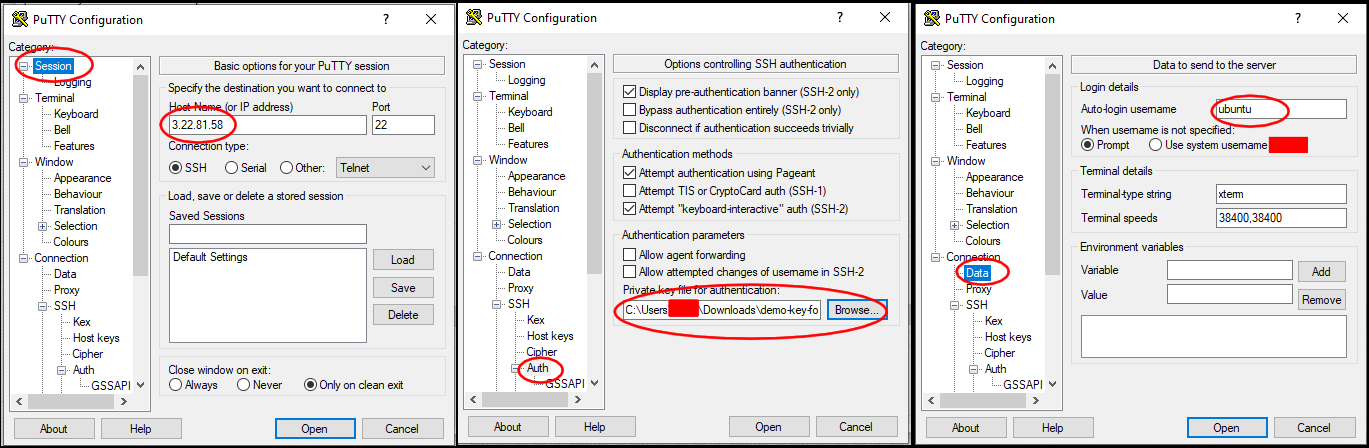 PuTTY Configuration
?
Category:
Session
Logging
Terminal
Keyboard
Bell
Features
Window
Appearance
Behaviour
Translation
Selection
Colours
Connection
Data
Proxy
SSH
Kex
Host keys
Cipher
Auth
GSSAPI
Basic options for your PuTTY session
Specify the destination you want to connect to
Host Name (or IP address) Port
3.22.81.58 22
Connection type:
SSH Serial Other: Telnet
Load, save or delete a stored session
Saved Sessions
Default Settings
Load
Save
Delete
Close window on exit:
Always Never Only on clean exit
About Help Open Cancel
PuTTY Configuration
?
Category:
Session
Logging
Terminal
Keyboard
Bell
Features
Window
Appearance
Behaviour
Translation
Selection
Colours
Connection
Data
Proxy
SSH
Kex
Host keys
Cipher
Auth
GSSAPI
Options controlling SSH authentication
Display pre-authentication banner (SSH-2 only)
Bypass authentication entirely (SSH-2 only)
Disconnect if authentication succeeds trivially
Authentication methods
Attempt authentication using Pageant
Attempt TIS or CryptoCard auth (SSH-1)
Attempt "keyboard-interactive" auth (SSH-2)
Authentication parameters
Allow agent forwarding
Allow attempted changes of username in SSH-2
Private key file for authentication:
C:\Users \Downloads\demo-key-fo Browse...
About Help Open Cancel
PuTTY Configuration
?
Category:
Session
Logging
Terminal
Keyboard
Bell
Features
Window
Appearance
Behaviour
Translation
Selection
Colours
Connection
Data
Proxy
SSH
Kex
Host keys
Cipher
Auth
GSSAPI
Data to send to the server
Login details
Auto-login username ubuntu
When username is not specified:
Prompt Use system username
Terminal details
Terminal-type string xterm
Terminal speeds 38400,38400
Environment variables
Variable Add
Value Remove
About Help Open Cancel